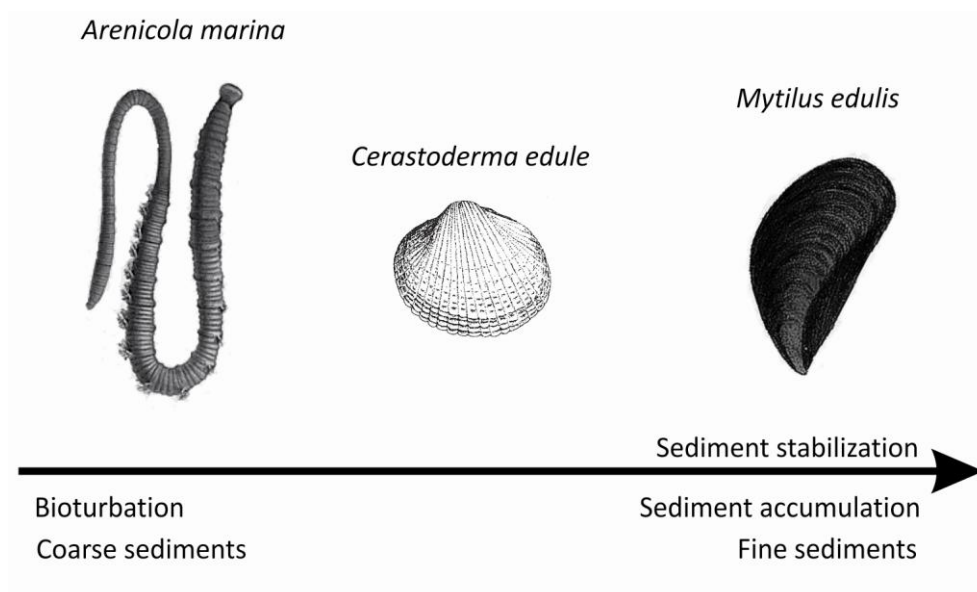 Arenicola marina
Mytilus edulis
Cerastoderma edule
Sediment stabilization
Bioturbation
Sediment accumulation
Coarse sediments
Fine sediments